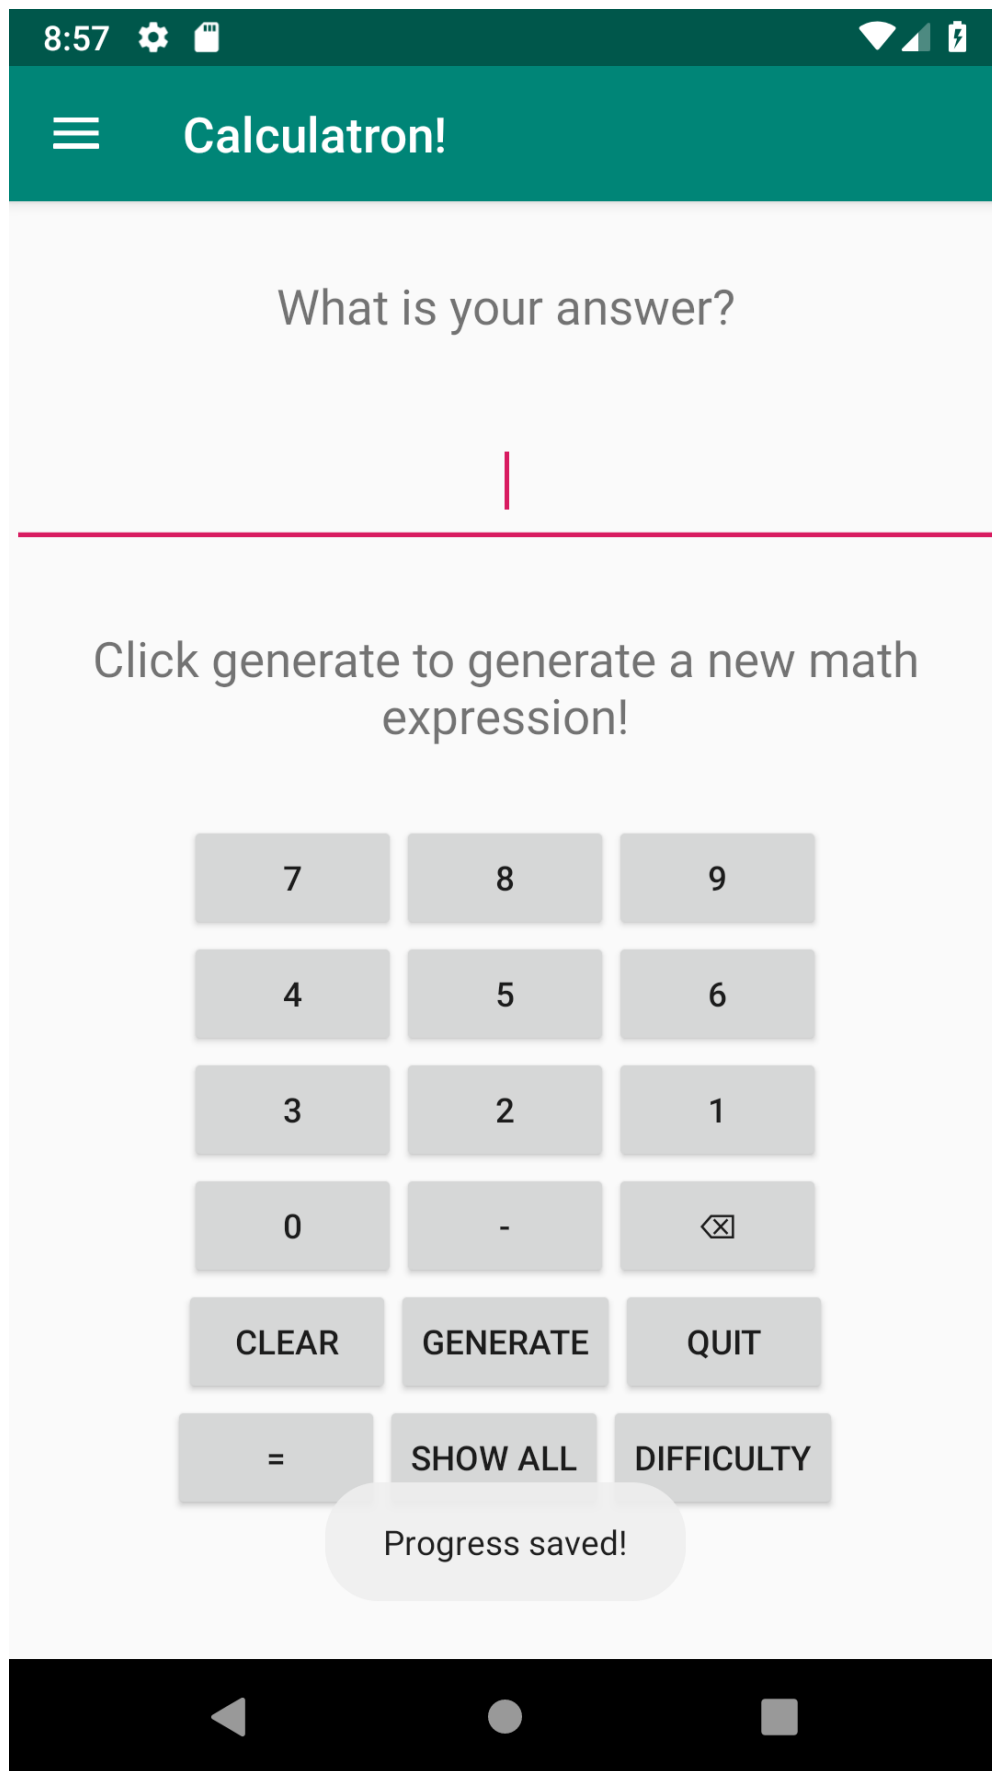 8:57
Calculatron!
What is your answer?
Click generate to generate a new math
expression!
7 8 9
4 5 6
3 2 1
0 - ⌫
CLEAR GENERATE QUIT
= SHOW ALL DIFFICULTY
Progress saved!